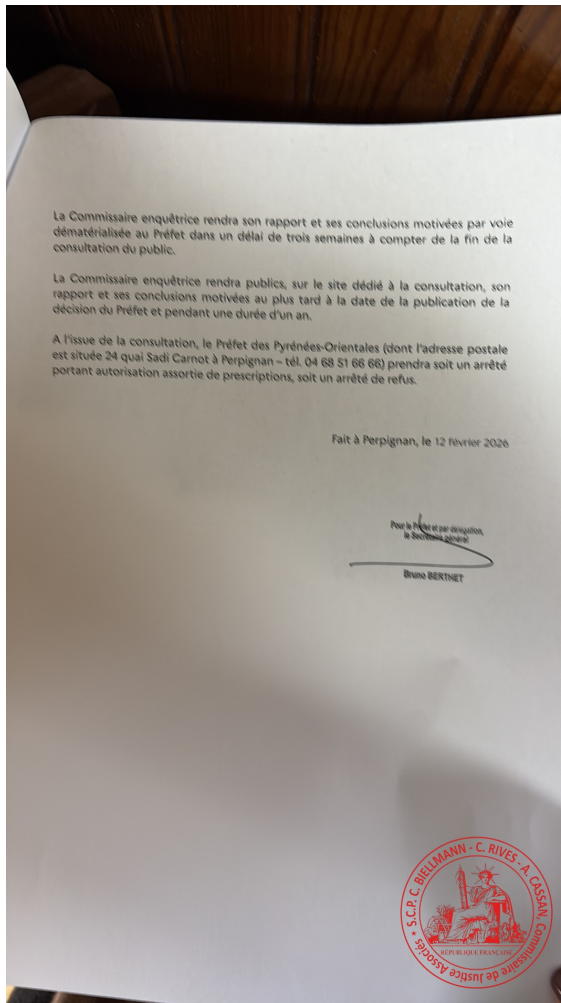 La Commissaire enquêtrice rendra son rapport et ses conclusions motivées par voie
dématérialisée au Préfet dans un délai de trois semaines à compter de la fin de la
consultation du public.
La Commissaire enquêtrice rendra publics, sur le site dédié à la consultation, son
rapport et ses conclusions motivées au plus tard à la date de la publication de la
décision du Préfet et pendant une durée d'un an.
A l'issue de la consultation, le Préfet des Pyrénées-Orientales (dont l'adresse postale
est située 24 quai Sadi Carnot à Perpignan – tél. 04 68 51 66 66) prendra soit un arrêté
portant autorisation assortie de prescriptions, soit un arrêté de refus.
Fait à Perpignan, le 12 février 2026
Pour le Préfet et par délégation,
le Secrétaire général
Bruno BERTHET
S.C.P. C. BIELLMANN - C. RIVES - A. CASSAN, Commissaire de Justice Associés *
RÉPUBLIQUE FRANÇAISE